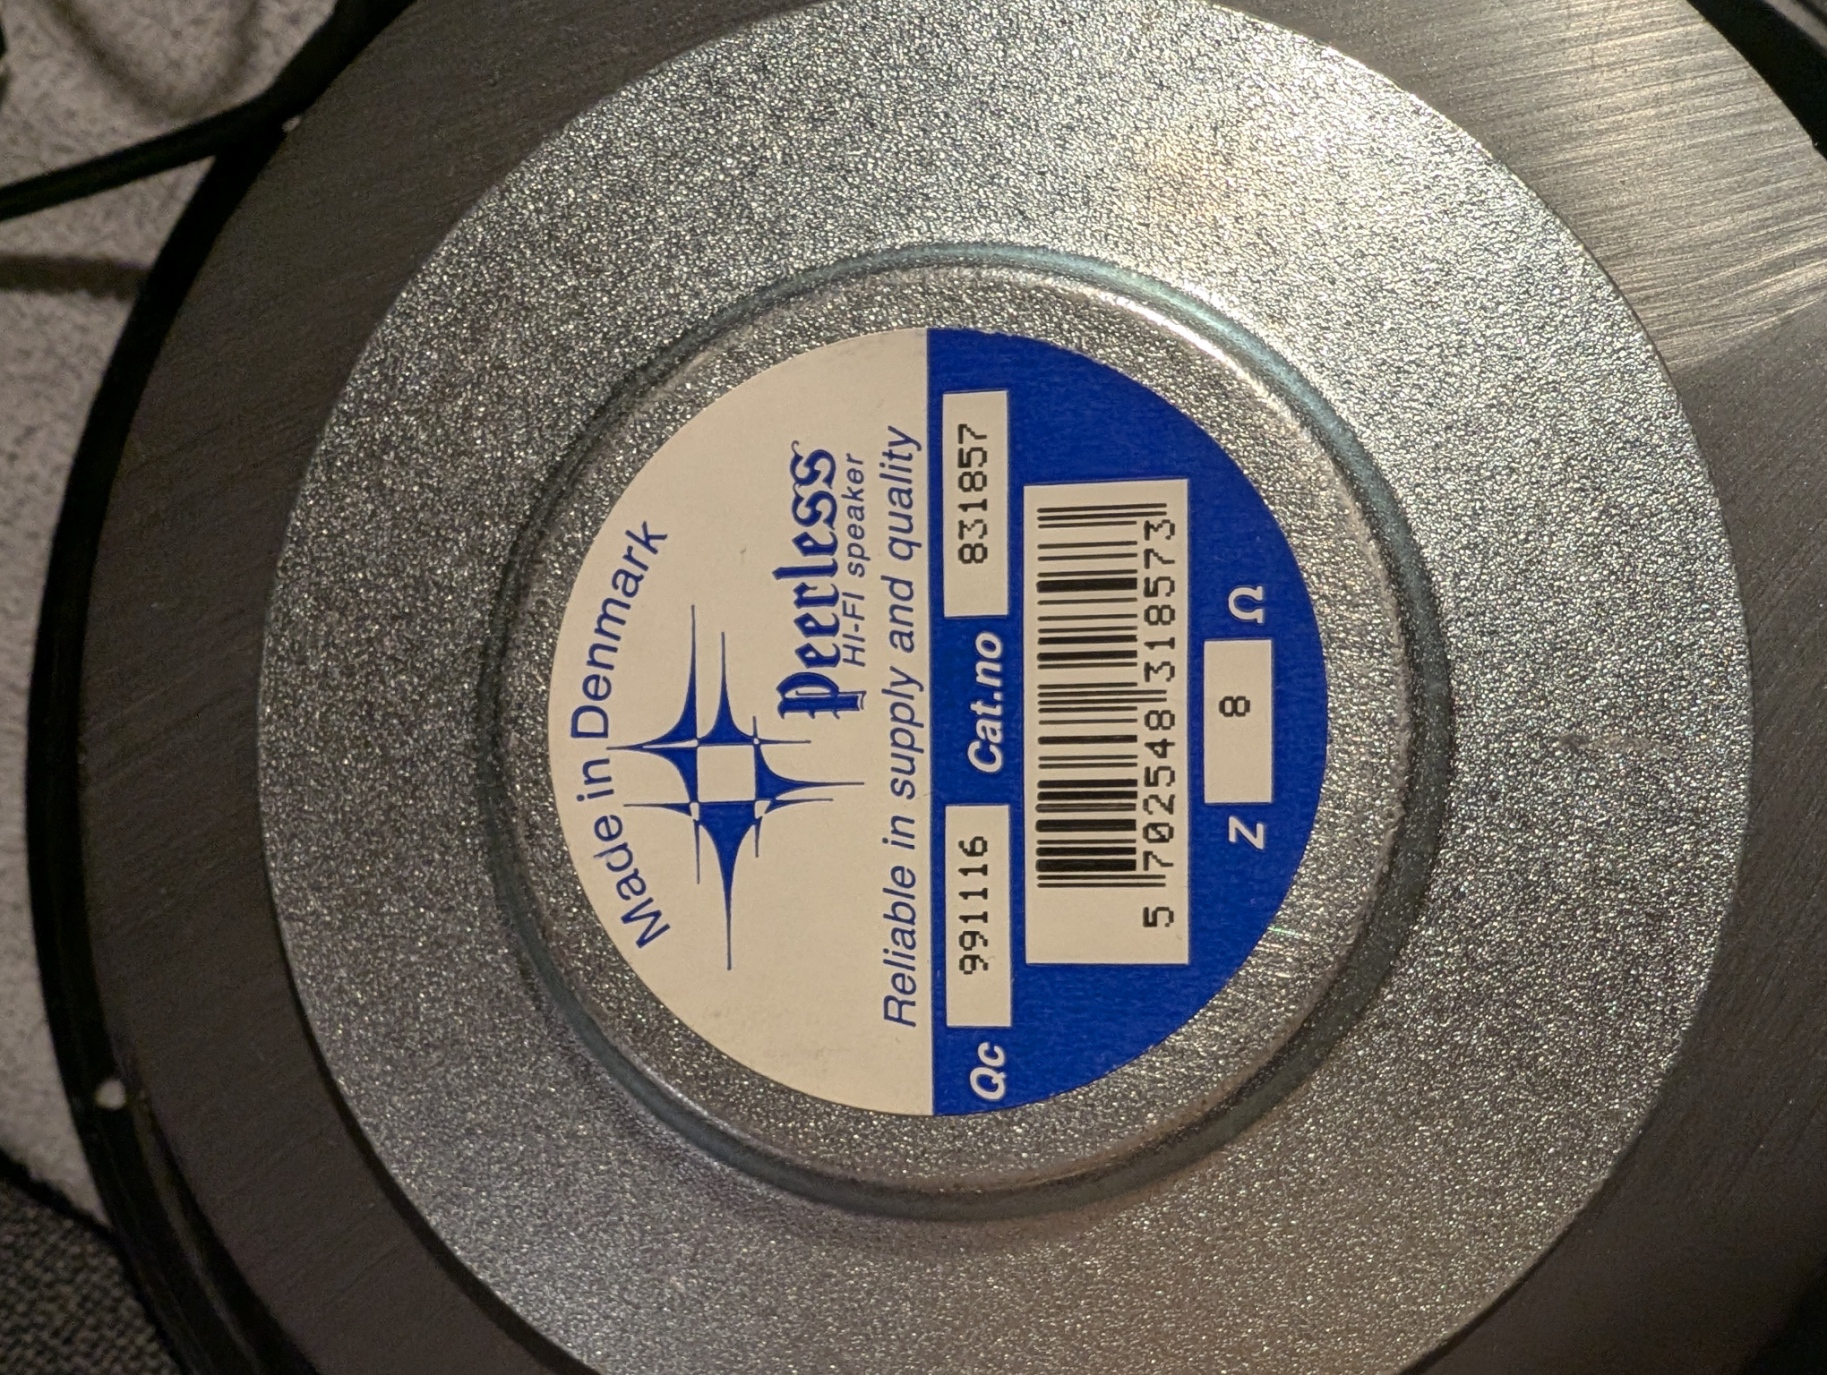 Made in Denmark
Peerless
HI-FI speaker
Reliable in supply and quality
Qc 991116 Cat.no 831857
5 702548 318573
Z 8 Ω